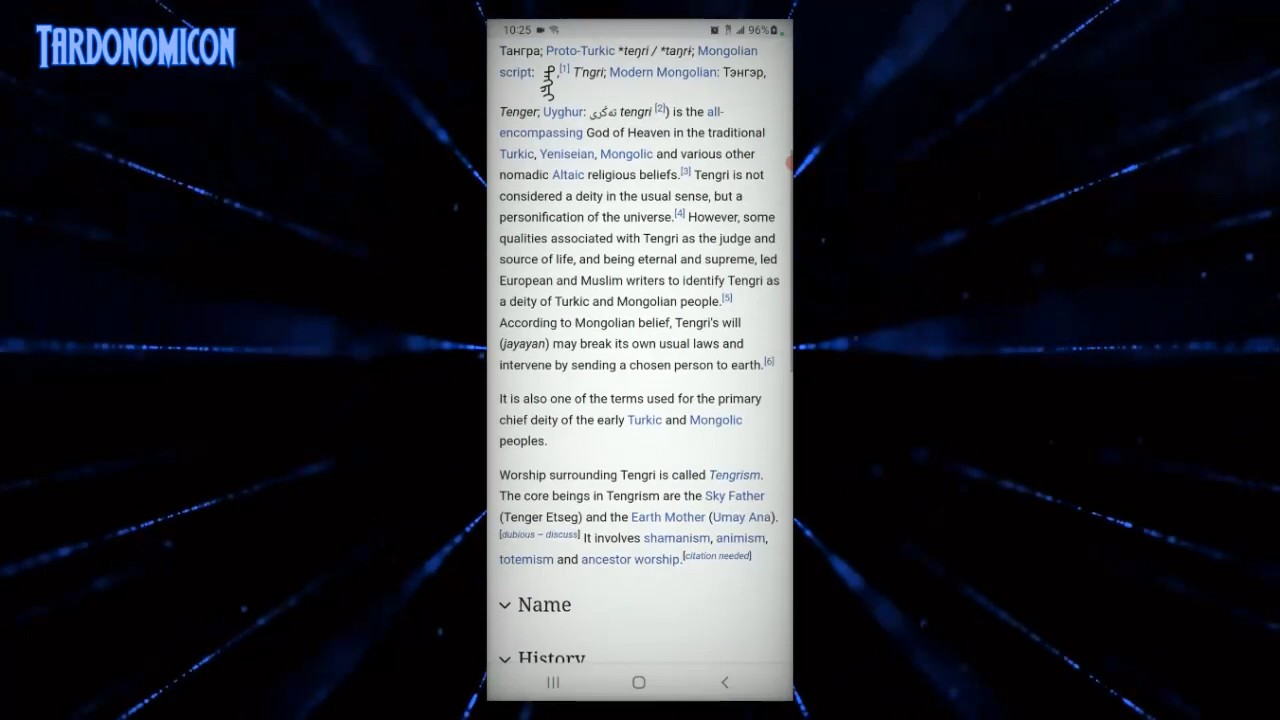 TARDONOMICON
10:25
96%
Тангра; Proto-Turkic *teŋri / *taŋrɨ; Mongolian
script: ,[1] T'ngri; Modern Mongolian: Тэнгэр,
Tenger; Uyghur: تەڭرى tengri [2]) is the all-
encompassing God of Heaven in the traditional
Turkic, Yeniseian, Mongolic and various other
nomadic Altaic religious beliefs.[3] Tengri is not
considered a deity in the usual sense, but a
personification of the universe.[4] However, some
qualities associated with Tengri as the judge and
source of life, and being eternal and supreme, led
European and Muslim writers to identify Tengri as
a deity of Turkic and Mongolian people.[5]
According to Mongolian belief, Tengri's will
(jayayan) may break its own usual laws and
intervene by sending a chosen person to earth.[6]
It is also one of the terms used for the primary
chief deity of the early Turkic and Mongolic
peoples.
Worship surrounding Tengri is called Tengrism.
The core beings in Tengrism are the Sky Father
(Tenger Etseg) and the Earth Mother (Umay Ana).
[dubious – discuss] It involves shamanism, animism,
totemism and ancestor worship.[citation needed]
Name
History